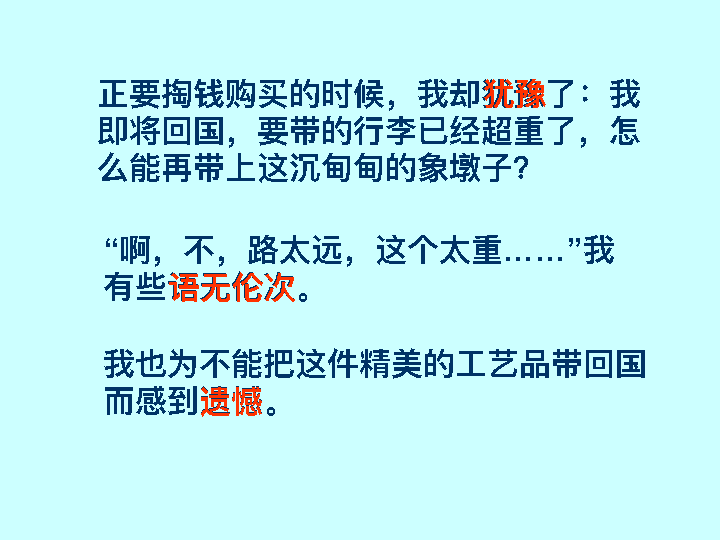 正要掏钱购买的时候，我却犹豫了：我
即将回国，要带的行李已经超重了，怎
么能再带上这沉甸甸的象墩子？
“啊，不，路太远，这个太重……”我
有些语无伦次。
我也为不能把这件精美的工艺品带回国
而感到遗憾。